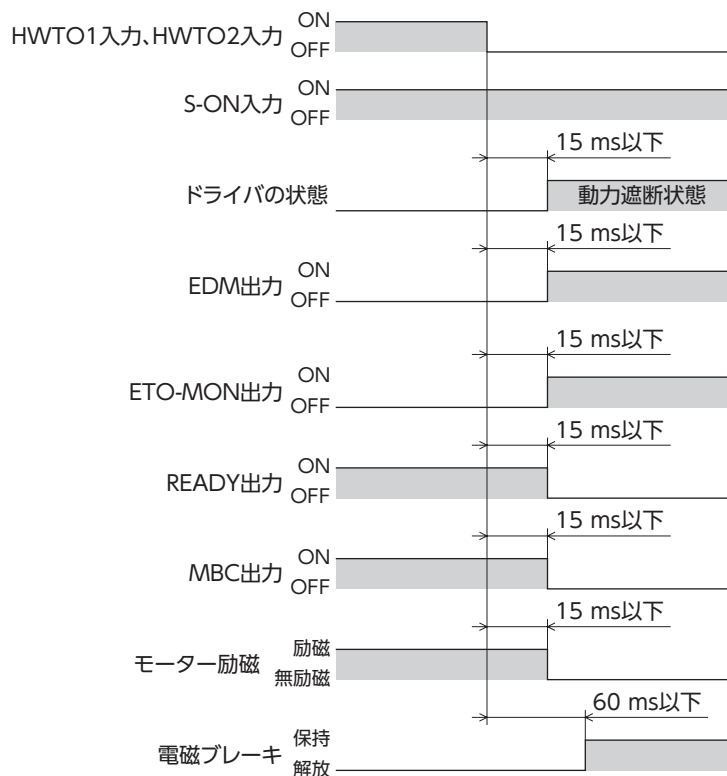 HWTO1入力、HWTO2入力 ON
OFF
S-ON入力 ON
OFF
15 ms以下
ドライバの状態 動力遮断状態
15 ms以下
EDM出力 ON
OFF
15 ms以下
ETO-MON出力 ON
OFF
15 ms以下
READY出力 ON
OFF
15 ms以下
MBC出力 ON
OFF
15 ms以下
モーター励磁 励磁
無励磁
60 ms以下
電磁ブレーキ 保持
解放